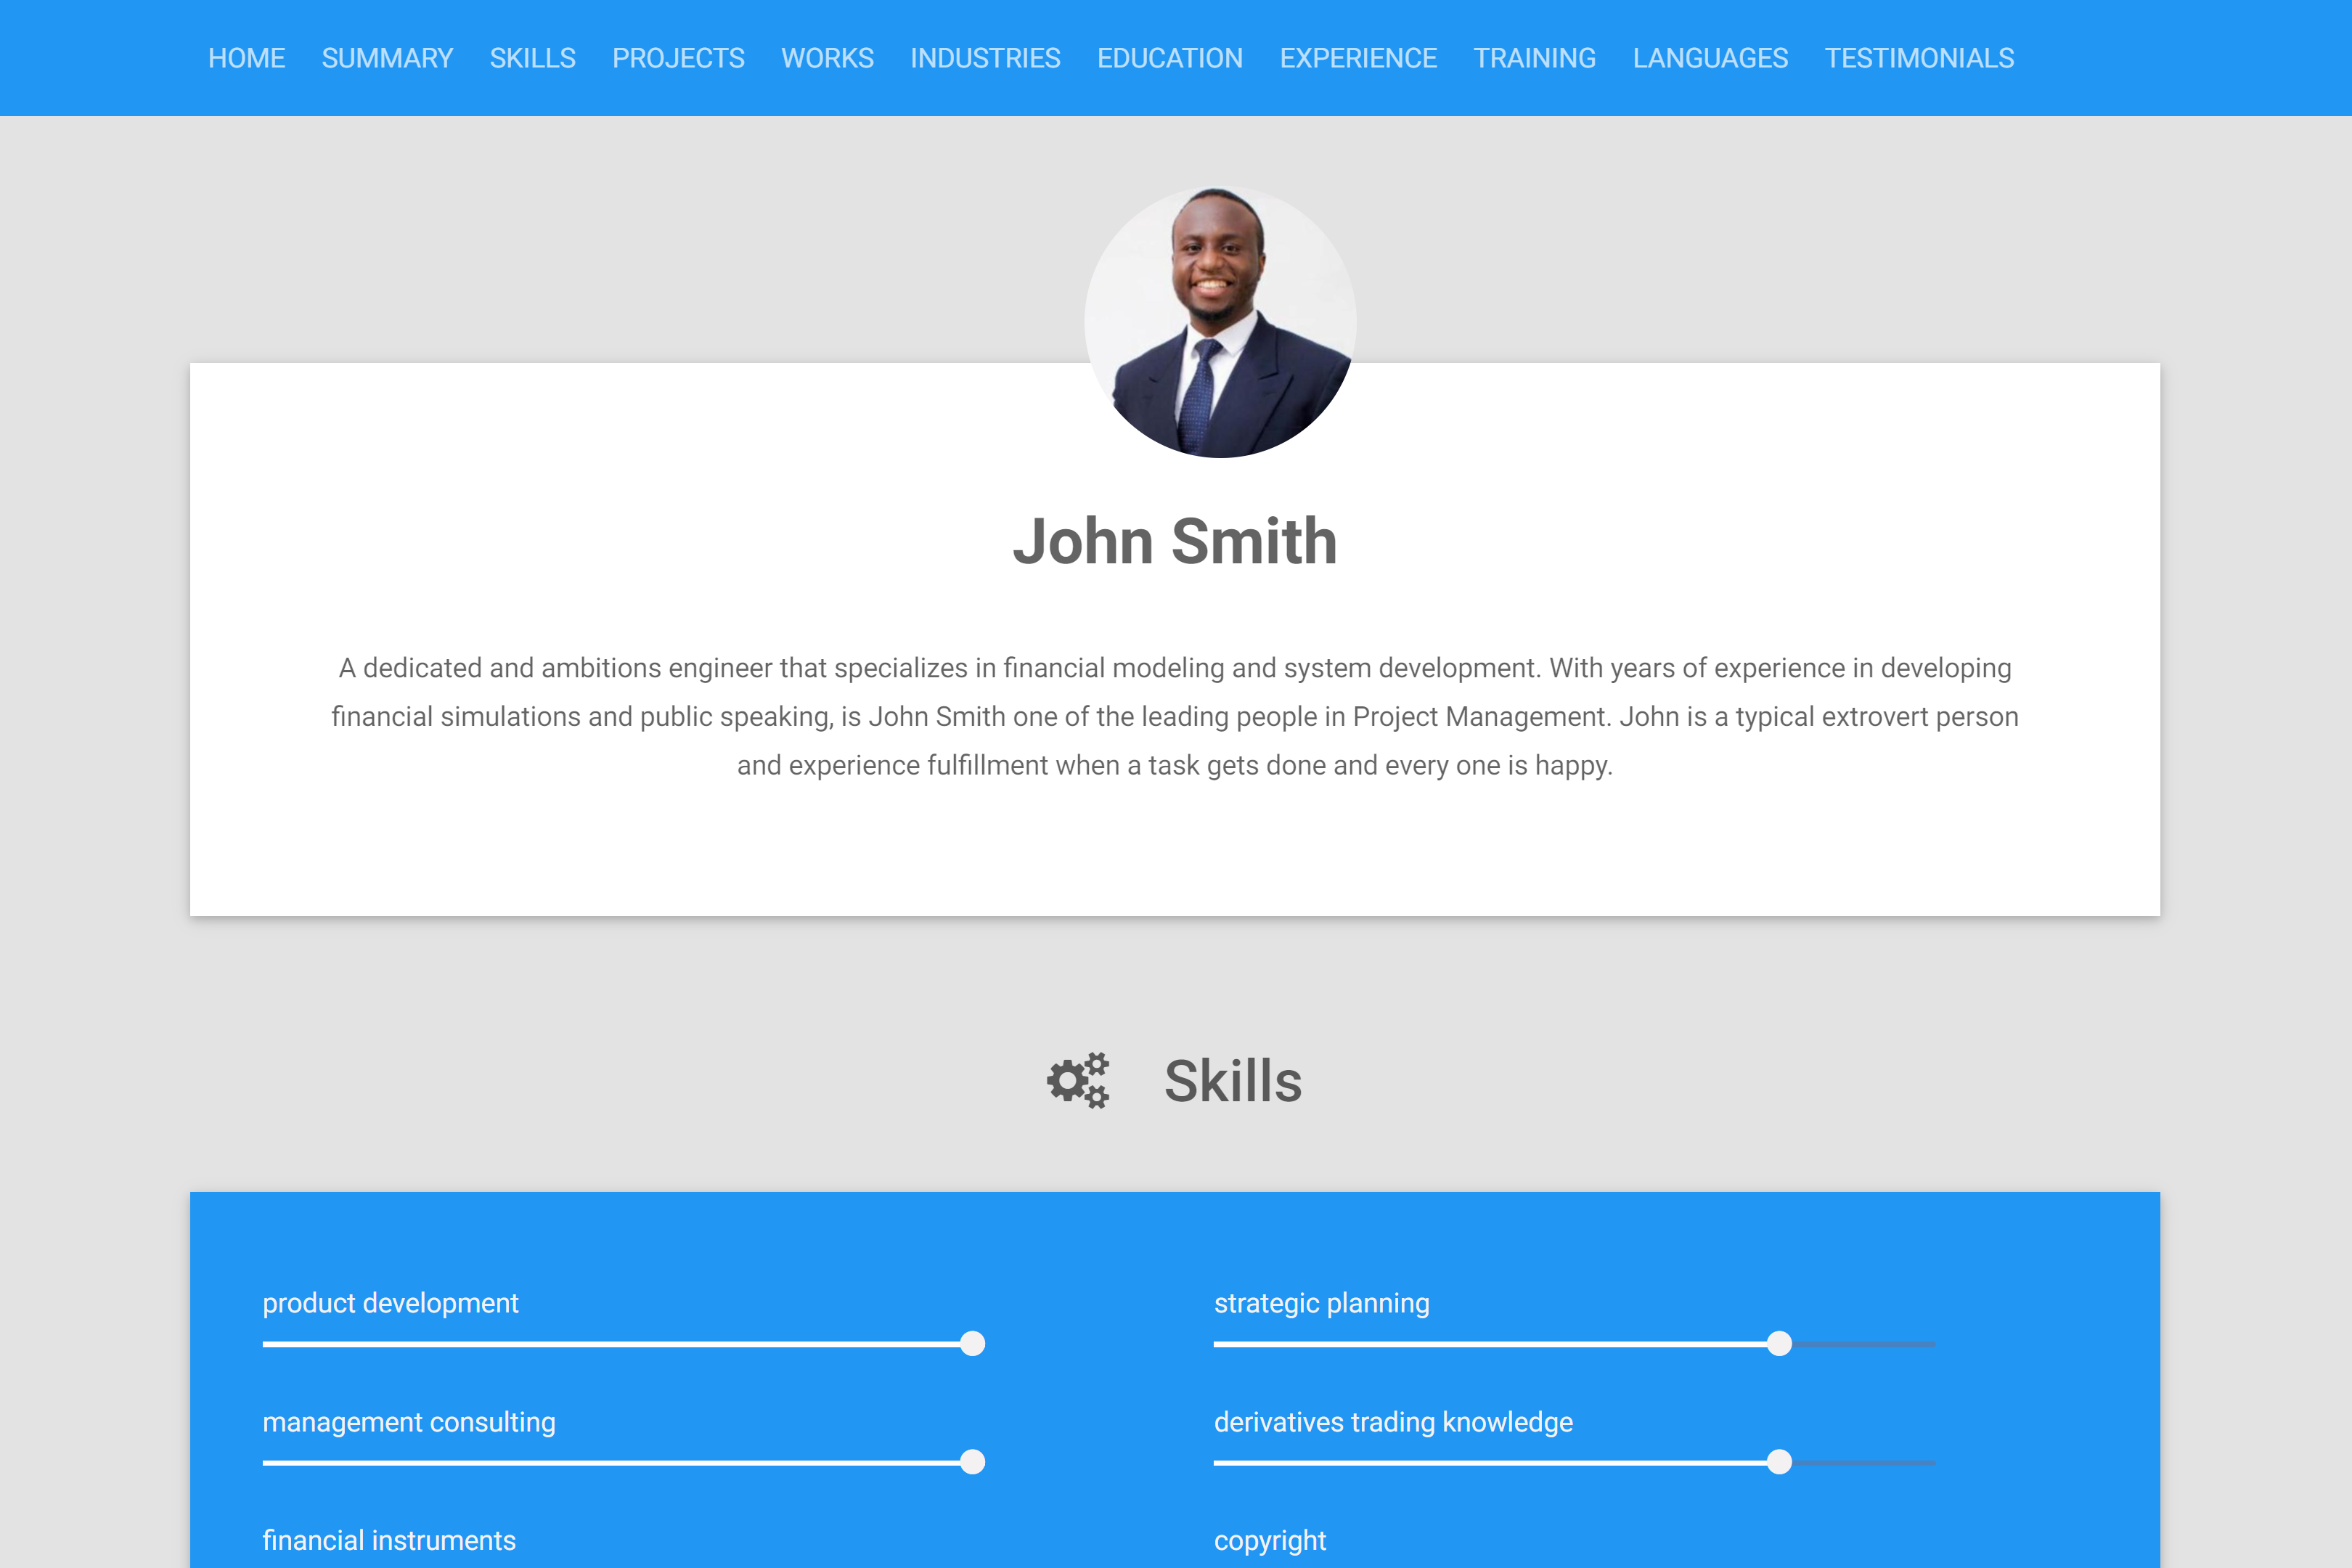 HOME SUMMARY SKILLS PROJECTS WORKS INDUSTRIES EDUCATION EXPERIENCE TRAINING LANGUAGES TESTIMONIALS
John Smith
A dedicated and ambitions engineer that specializes in financial modeling and system development. With years of experience in developing
financial simulations and public speaking, is John Smith one of the leading people in Project Management. John is a typical extrovert person
and experience fulfillment when a task gets done and every one is happy.
Skills
product development
strategic planning
management consulting
derivatives trading knowledge
financial instruments
copyright